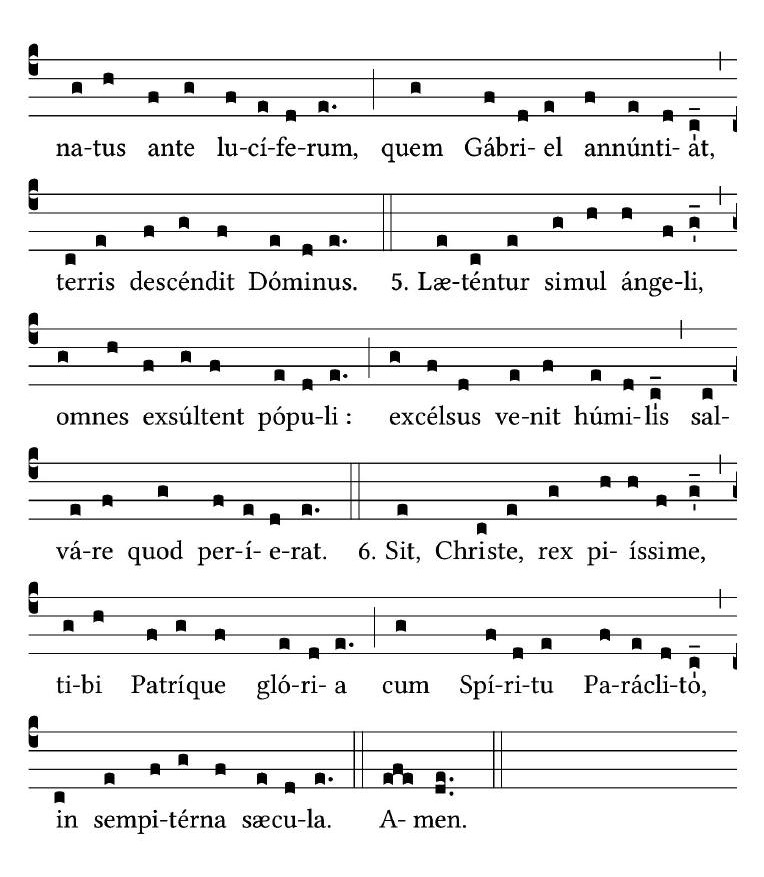 na-tus ante lu-cí-fe-rum, quem Gábri-el annúnti-at,
terris descéndit Dóminus. 5. Læ-téntur simul ánge-li,
omnes exsúltent pópu-li : excélsus ve-nit húmi-lis sal-
vá-re quod per-í-e-rat. 6. Sit, Christe, rex pi-íssime,
ti-bi Patríque gló-ri-a cum Spí-ri-tu Pa-rácli-to,
in sempi-térna sæcu-la. A-men.